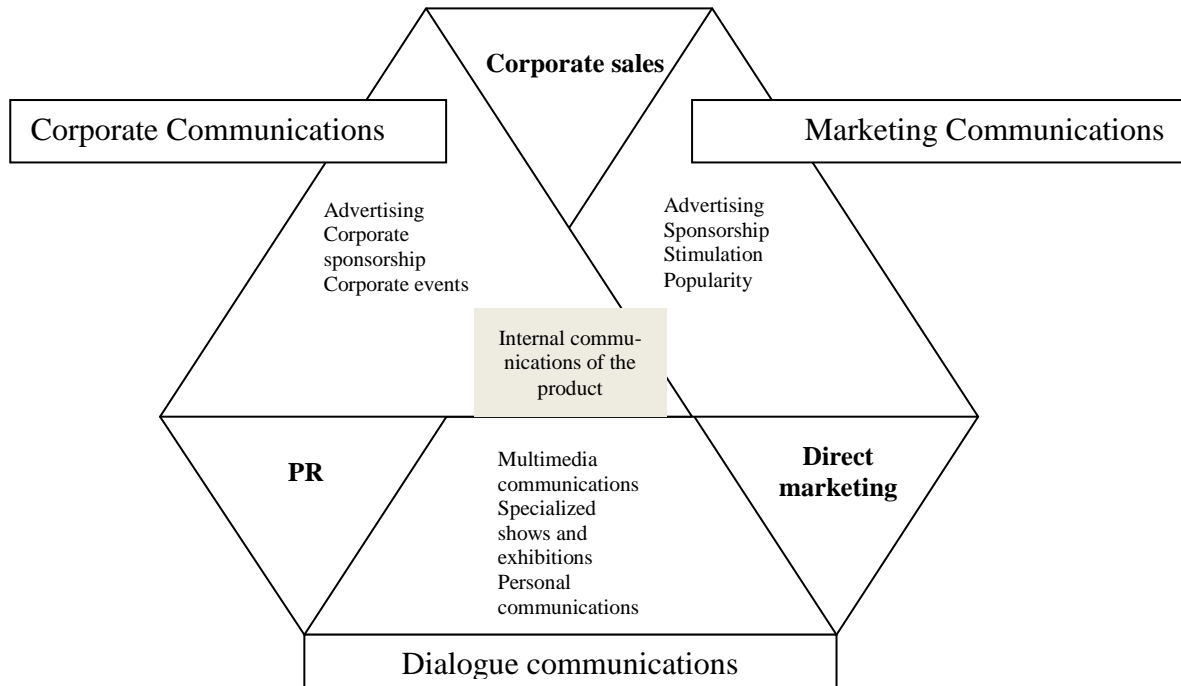 Corporate sales
Corporate Communications
Marketing Communications
Advertising
Corporate
sponsorship
Corporate events
Advertising
Sponsorship
Stimulation
Popularity
Internal commu-
nications of the
product
PR
Multimedia
communications
Specialized
shows and
exhibitions
Personal
communications
Direct
marketing
Dialogue communications